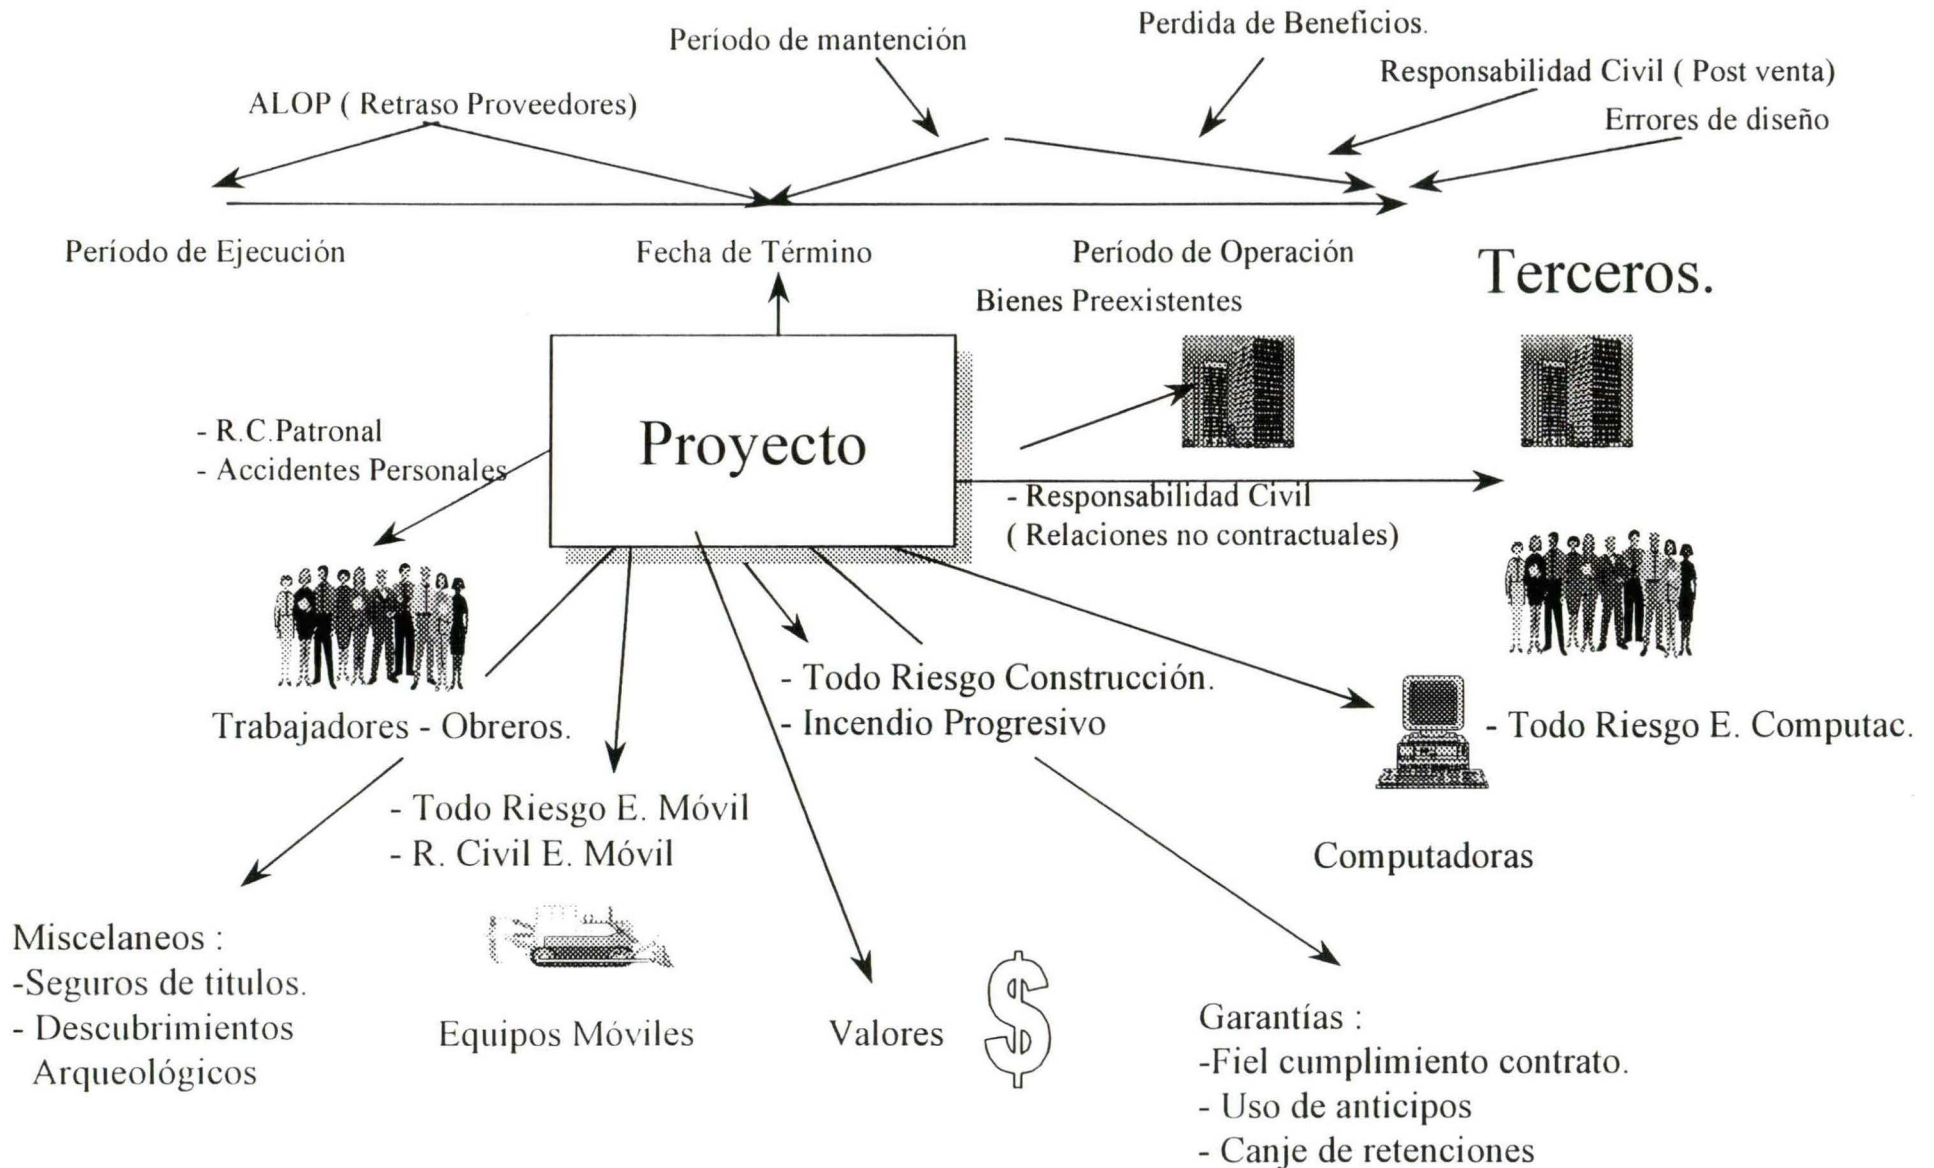 Perdida de Beneficios.
Período de mantención
Responsabilidad Civil ( Post venta)
ALOP ( Retraso Proveedores)
Errores de diseño
Período de Ejecución
Fecha de Término
Período de Operación
Terceros.
Bienes Preexistentes
Proyecto
- R.C.Patronal
- Accidentes Personales
- Responsabilidad Civil
( Relaciones no contractuales)
- Todo Riesgo Construcción.
- Incendio Progresivo
Trabajadores - Obreros.
- Todo Riesgo E. Computac.
- Todo Riesgo E. Móvil
- R. Civil E. Móvil
Computadoras
Miscelaneos :
-Seguros de titulos.
- Descubrimientos
Arqueológicos
Equipos Móviles
Valores
$
Garantías :
-Fiel cumplimiento contrato.
- Uso de anticipos
- Canje de retenciones